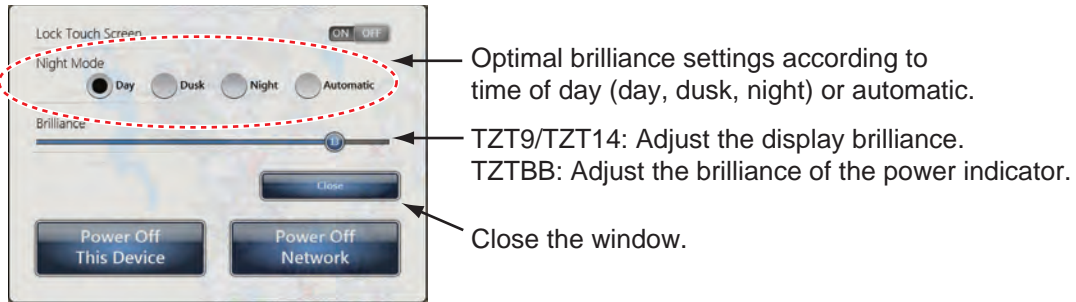 Lock Touch Screen ON OFF
Night Mode
Day Dusk Night Automatic
Brilliance
13
Close
Power Off
This Device
Power Off
Network
Optimal brilliance settings according to
time of day (day, dusk, night) or automatic.
TZT9/TZT14: Adjust the display brilliance.
TZTBB: Adjust the brilliance of the power indicator.
Close the window.